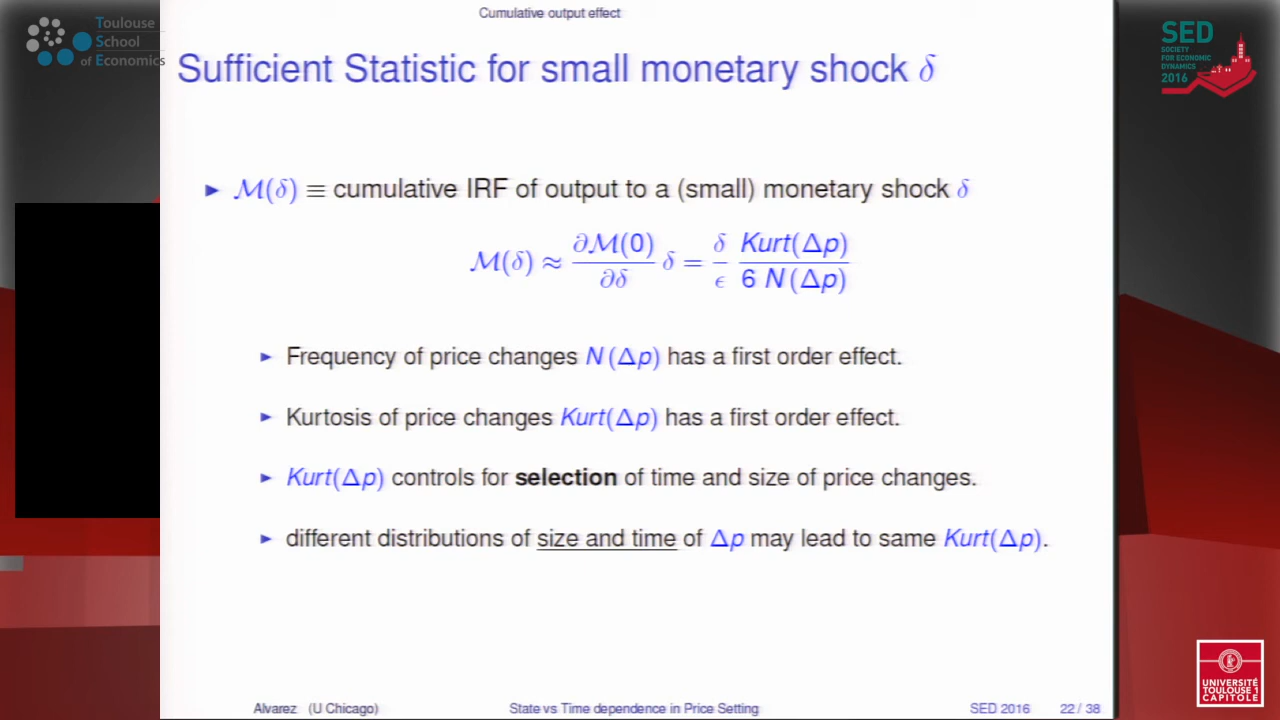 Cumulative output effect
Toulouse
School
of Economics
SED
SOCIETY
FOR ECONOMIC
DYNAMICS
2016
Sufficient Statistic for small monetary shock δ
► M(δ) ≡ cumulative IRF of output to a (small) monetary shock δ
M(δ) ≈ ∂M(0)/∂δ δ = δ/ϵ Kurt(Δp)/6 N(Δp)
► Frequency of price changes N(Δp) has a first order effect.
► Kurtosis of price changes Kurt(Δp) has a first order effect.
► Kurt(Δp) controls for selection of time and size of price changes.
► different distributions of size and time of Δp may lead to same Kurt(Δp).
Alvarez (U Chicago) State vs Time dependence in Price Setting SED 2016 22 / 38
UNIVERSITÉ
TOULOUSE 1
CAPITOLE